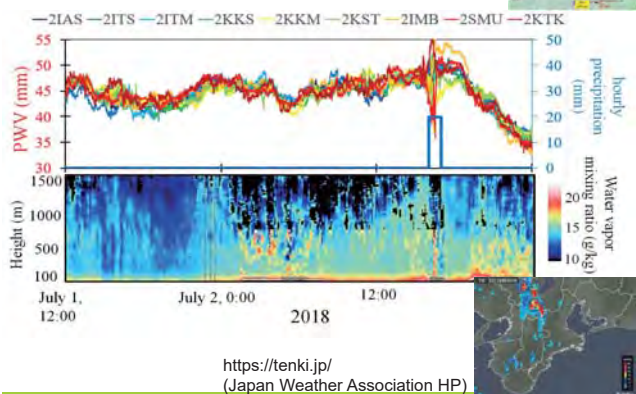 2IAS 2ITS 2ITM 2KKS 2KKM 2KST 2IMB 2SMU 2KTK
55
50
45
40
35
30
PWV (mm)
50
40
30
20
10
0
hourly
precipitation
(mm)
1500
1000
500
100
Height (m)
20
15
10
Water vapor
mixing ratio (g/kg)
July 1,
12:00
July 2, 0:00
12:00
2018
https://tenki.jp/
(Japan Weather Association HP)